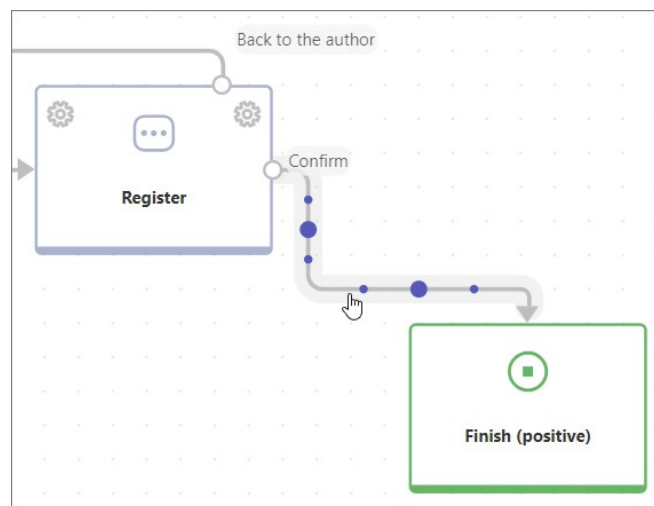 Back to the author
Confirm
Register
Finish (positive)